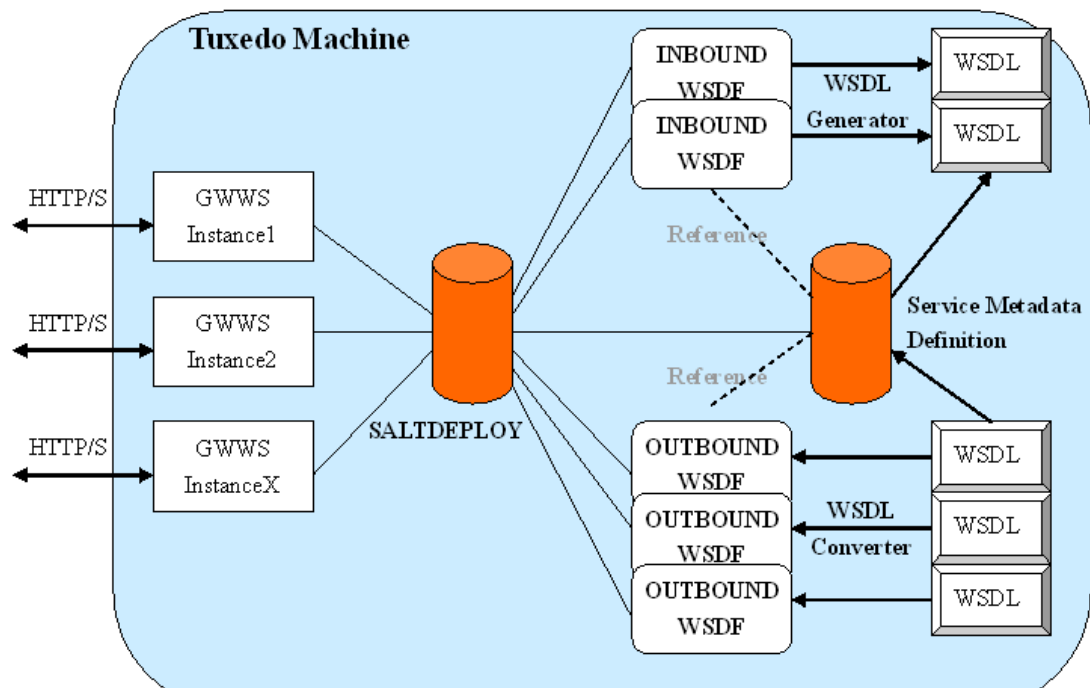 Tuxedo Machine
INBOUND
WSDF
INBOUND
WSDF
WSDL
Generator
WSDL
WSDL
HTTP/S
GWWS
Instance1
Reference
HTTP/S
GWWS
Instance2
SALTDEPLOY
Service Metadata
Definition
Reference
HTTP/S
GWWS
InstanceX
OUTBOUND
WSDF
OUTBOUND
WSDF
OUTBOUND
WSDF
WSDL
Converter
WSDL
WSDL
WSDL